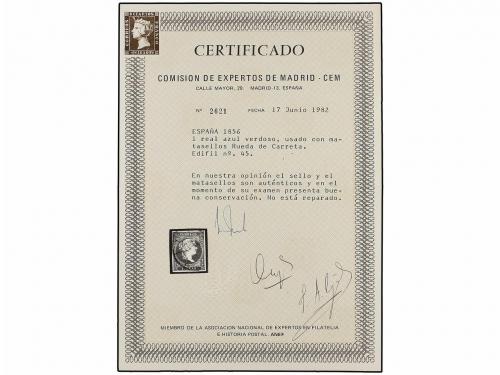 CERTIFICADO
COMISION DE EXPERTOS DE MADRID - CEM
CALLE MAYOR, 29. MADRID-13. ESPAÑA
Nº 2021 FECHA 17 Junio 1982
ESPAÑA 1856
1 real azul verdoso, usado con ma-
tasellos Rueda de Carreta.
Edifil nº. 45.
En nuestra opinión el sello y el
matasellos son auténticos y en el
momento de su examen presenta bue-
na conservación. No está reparado.
MIEMBRO DE LA ASOCIACION NACIONAL DE EXPERTOS EN FILATELIA
E HISTORIA POSTAL. ANEF